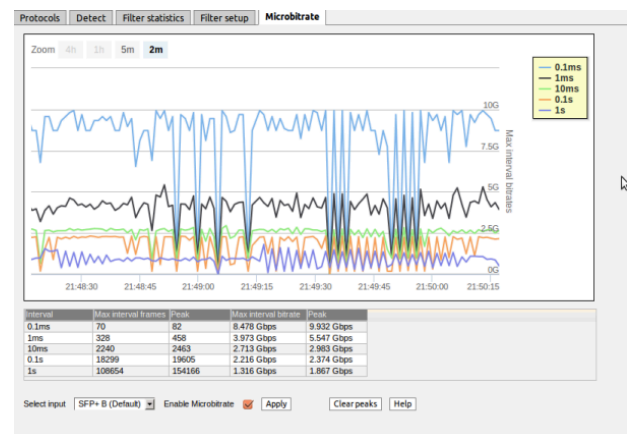 Protocols Detect Filter statistics Filter setup Microbitrate
Zoom 4h 1h 5m 2m
0.1ms
1ms
10ms
0.1s
1s
10G
7.5G
5G
2.5G
0G
Max interval bitrates
21:48:30 21:48:45 21:49:00 21:49:15 21:49:30 21:49:45 21:50:00 21:50:15
Interval Max interval frames Peak Max interval bitrate Peak
0.1ms 70 82 8.478 Gbps 9.932 Gbps
1ms 328 458 3.973 Gbps 5.547 Gbps
10ms 2240 2463 2.713 Gbps 2.983 Gbps
0.1s 18299 19605 2.216 Gbps 2.374 Gbps
1s 108654 154166 1.316 Gbps 1.867 Gbps
Select input SFP+ B (Default) Enable Microbitrate Apply Clear peaks Help